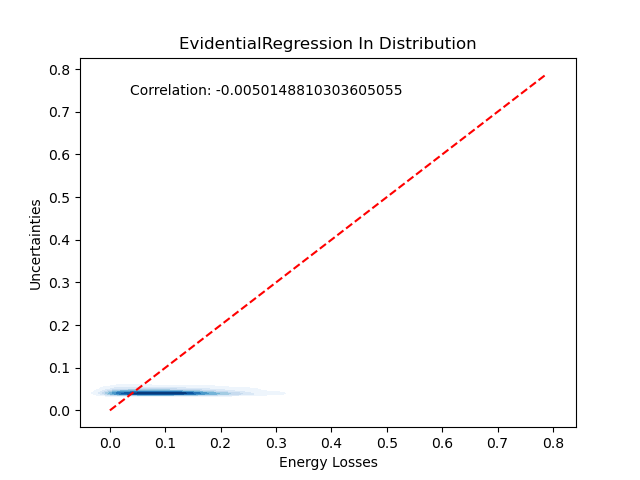 EvidentialRegression In Distribution
Correlation: -0.0050148810303605055
0.8
0.7
0.6
0.5
0.4
0.3
0.2
0.1
0.0
Uncertainties
0.0 0.1 0.2 0.3 0.4 0.5 0.6 0.7 0.8
Energy Losses